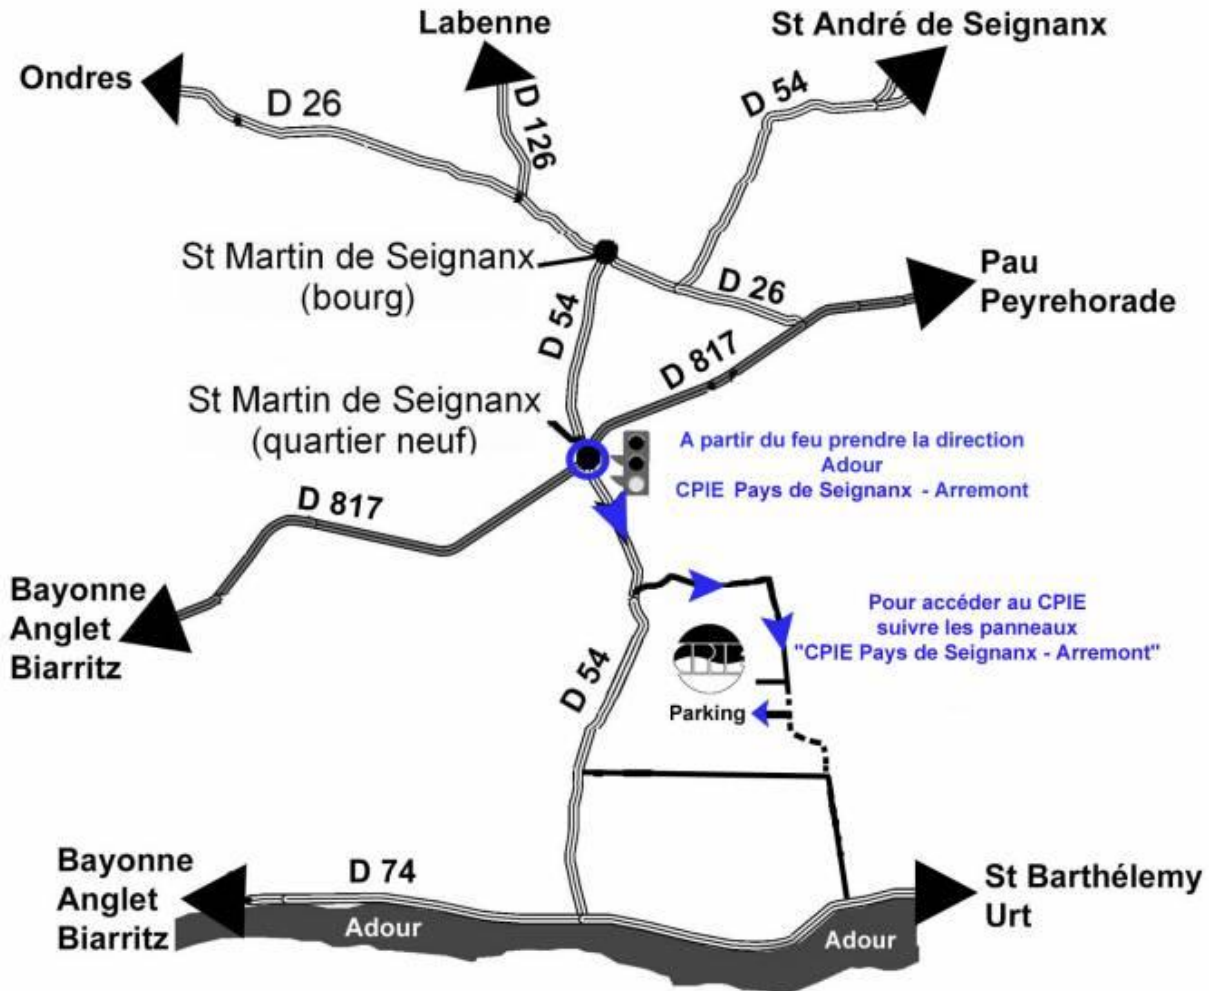 Labenne
St André de Seignanx
Ondres
D 26
D 126
D 54
St Martin de Seignanx
(bourg)
D 26
Pau
Peyrehorade
D 54
D 817
St Martin de Seignanx
(quartier neuf)
A partir du feu prendre la direction
Adour
CPIE Pays de Seignanx - Arremont
D 817
Bayonne
Anglet
Biarritz
Pour accéder au CPIE
suivre les panneaux
"CPIE Pays de Seignanx - Arremont"
CPIE
D 54
Parking
Bayonne
Anglet
Biarritz
D 74
St Barthélemy
Urt
Adour
Adour